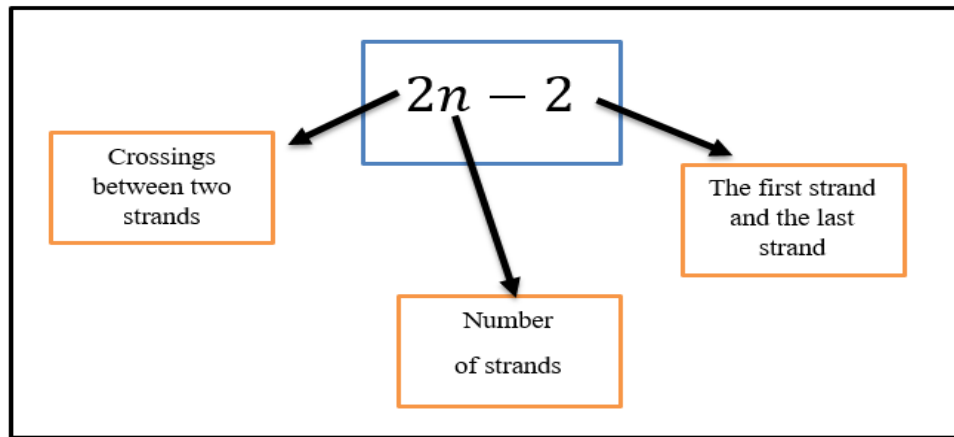 2n − 2
Crossings
between two
strands
The first strand
and the last
strand
Number
of strands